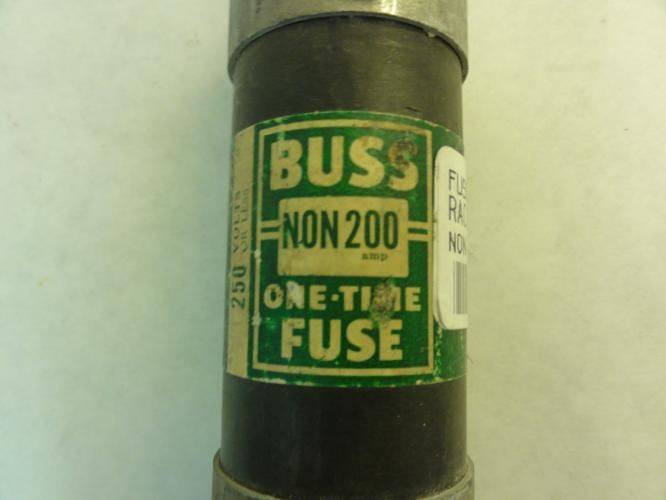 BUSS
NON 200
amp
ONE-TIME
FUSE
250 VOLTS
OR LESS
FUS
RA
NON